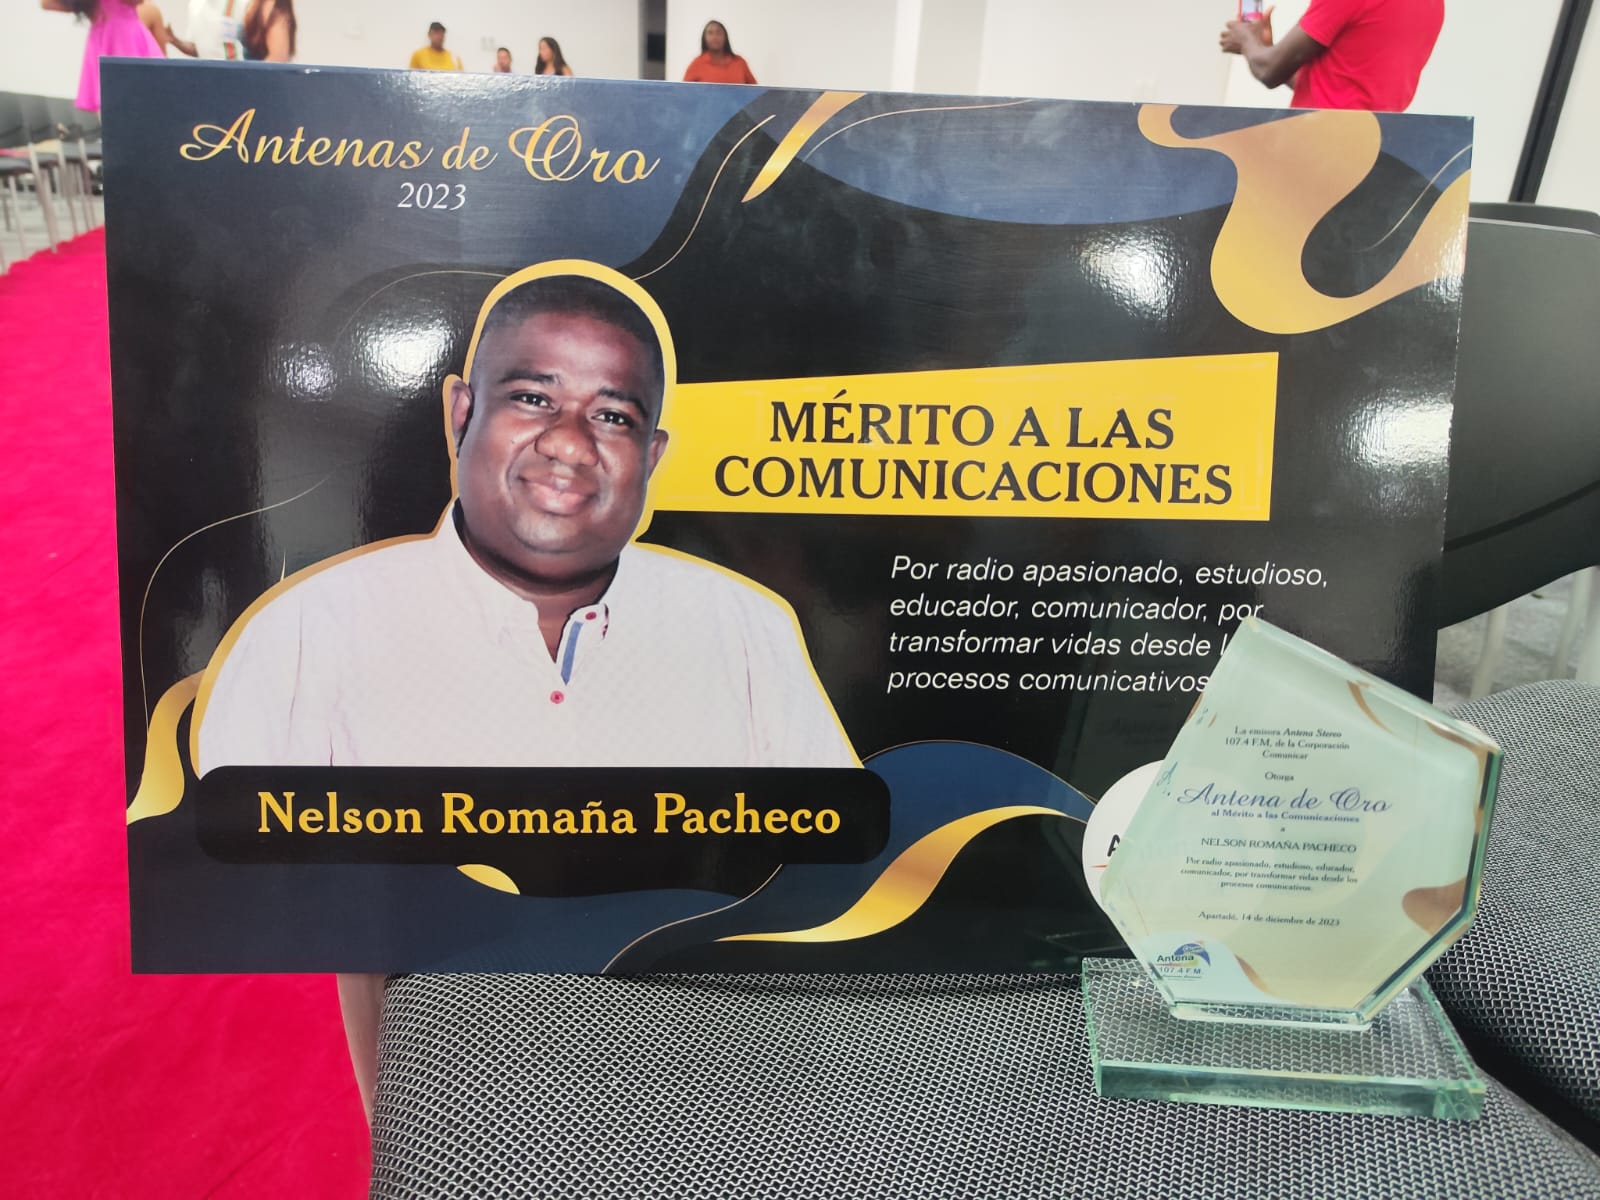 Antenas de Oro
2023
MÉRITO A LAS
COMUNICACIONES
Por radio apasionado, estudioso,
educador, comunicador, por
transformar vidas desde
procesos comunicativos
Nelson Romaña Pacheco
La emisora Antena Stereo
107.4 F.M, de la Corporación
Comunicar
Otorga
Antena de Oro
al Mérito a las Comunicaciones
a
NELSON ROMAÑA PACHECO
Por radio apasionado, estudioso, educador,
comunicador, por transformar vidas desde los
procesos comunicativos.
Apartadó, 14 de diciembre de 2023
Antena
107.4 F.M.